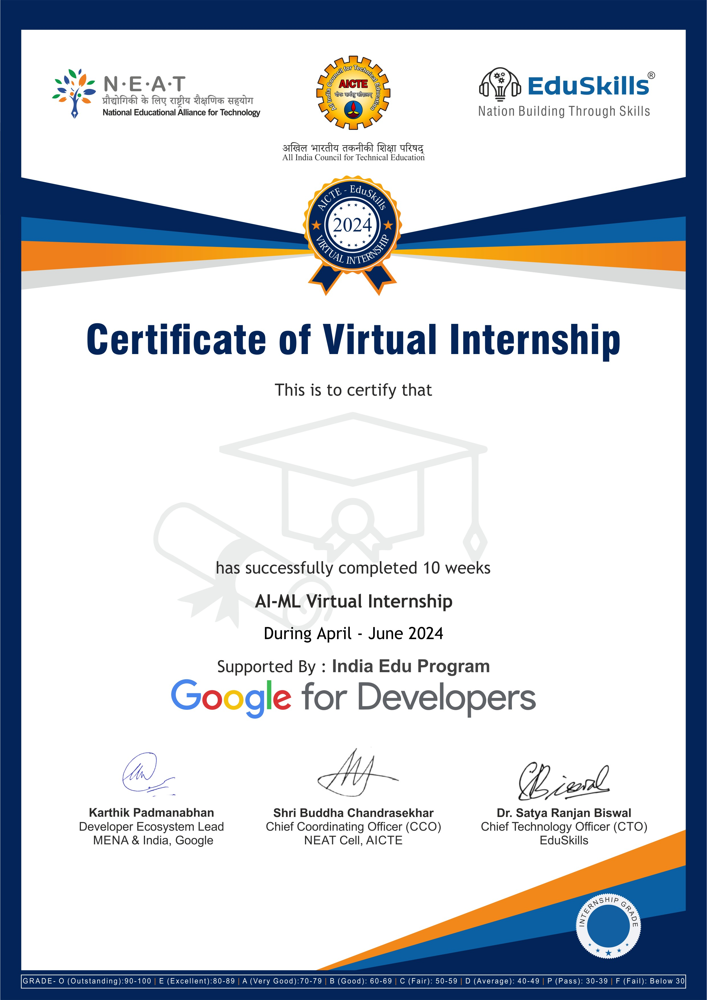 N·E·A·T
प्रौद्योगिकी के लिए राष्ट्रीय शैक्षणिक सहयोग
National Educational Alliance for Technology
All India Council for Technical Education
AICTE
योगः कर्मसु कौशलम्
अखिल भारतीय तकनीकी शिक्षा परिषद्
All India Council for Technical Education
EduSkills®
Nation Building Through Skills
AICTE - EduSkills
2024
VIRTUAL INTERNSHIP
Certificate of Virtual Internship
This is to certify that
has successfully completed 10 weeks
AI-ML Virtual Internship
During April - June 2024
Supported By : India Edu Program
Google for Developers
Biswal
Karthik Padmanabhan
Developer Ecosystem Lead
MENA & India, Google
Shri Buddha Chandrasekhar
Chief Coordinating Officer (CCO)
NEAT Cell, AICTE
Dr. Satya Ranjan Biswal
Chief Technology Officer (CTO)
EduSkills
INTERNSHIP GRADE
GRADE- O (Outstanding):90-100 | E (Excellent):80-89 | A (Very Good):70-79 | B (Good): 60-69 | C (Fair): 50-59 | D (Average): 40-49 | P (Pass): 30-39 | F (Fail): Below 30